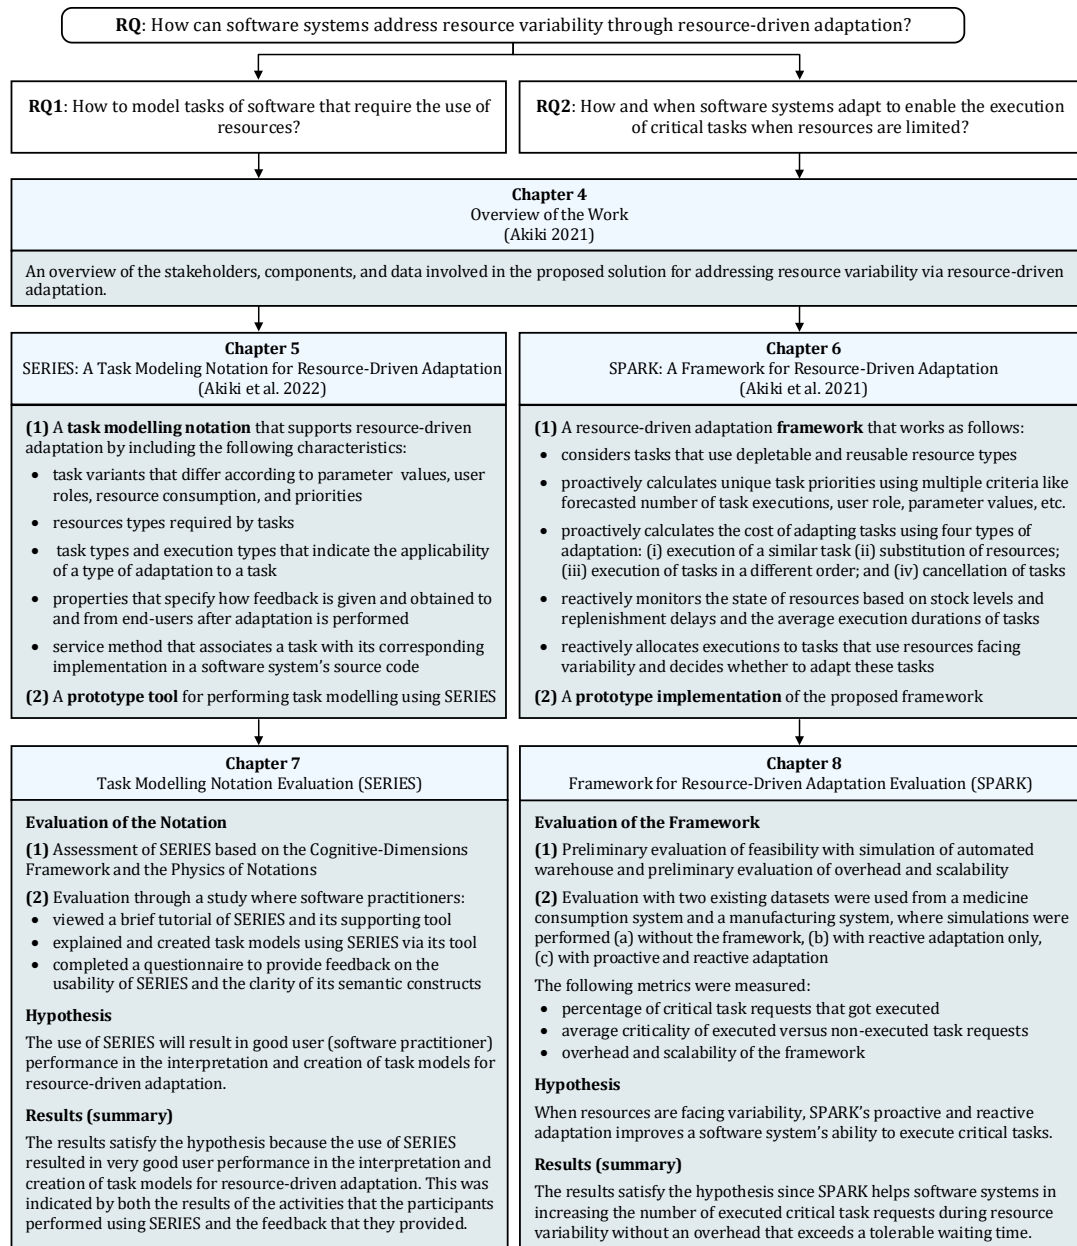 RQ: How can software systems address resource variability through resource-driven adaptation?
RQ1: How to model tasks of software that require the use of
resources?
RQ2: How and when software systems adapt to enable the execution
of critical tasks when resources are limited?
Chapter 4
Overview of the Work
(Akiki 2021)
An overview of the stakeholders, components, and data involved in the proposed solution for addressing resource variability via resource-driven
adaptation.
Chapter 5
SERIES: A Task Modeling Notation for Resource-Driven Adaptation
(Akiki et al. 2022)
(1) A task modelling notation that supports resource-driven
adaptation by including the following characteristics:
• task variants that differ according to parameter values, user
roles, resource consumption, and priorities
• resources types required by tasks
• task types and execution types that indicate the applicability
of a type of adaptation to a task
• properties that specify how feedback is given and obtained to
and from end-users after adaptation is performed
• service method that associates a task with its corresponding
implementation in a software system's source code
(2) A prototype tool for performing task modelling using SERIES
Chapter 6
SPARK: A Framework for Resource-Driven Adaptation
(Akiki et al. 2021)
(1) A resource-driven adaptation framework that works as follows:
• considers tasks that use depletable and reusable resource types
• proactively calculates unique task priorities using multiple criteria like
forecasted number of task executions, user role, parameter values, etc.
• proactively calculates the cost of adapting tasks using four types of
adaptation: (i) execution of a similar task (ii) substitution of resources;
(iii) execution of tasks in a different order; and (iv) cancellation of tasks
• reactively monitors the state of resources based on stock levels and
replenishment delays and the average execution durations of tasks
• reactively allocates executions to tasks that use resources facing
variability and decides whether to adapt these tasks
(2) A prototype implementation of the proposed framework
Chapter 7
Task Modelling Notation Evaluation (SERIES)
Evaluation of the Notation
(1) Assessment of SERIES based on the Cognitive-Dimensions
Framework and the Physics of Notations
(2) Evaluation through a study where software practitioners:
• viewed a brief tutorial of SERIES and its supporting tool
• explained and created task models using SERIES via its tool
• completed a questionnaire to provide feedback on the
usability of SERIES and the clarity of its semantic constructs
Hypothesis
The use of SERIES will result in good user (software practitioner)
performance in the interpretation and creation of task models for
resource-driven adaptation.
Results (summary)
The results satisfy the hypothesis because the use of SERIES
resulted in very good user performance in the interpretation and
creation of task models for resource-driven adaptation. This was
indicated by both the results of the activities that the participants
performed using SERIES and the feedback that they provided.
Chapter 8
Framework for Resource-Driven Adaptation Evaluation (SPARK)
Evaluation of the Framework
(1) Preliminary evaluation of feasibility with simulation of automated
warehouse and preliminary evaluation of overhead and scalability
(2) Evaluation with two existing datasets were used from a medicine
consumption system and a manufacturing system, where simulations were
performed (a) without the framework, (b) with reactive adaptation only,
(c) with proactive and reactive adaptation
The following metrics were measured:
• percentage of critical task requests that got executed
• average criticality of executed versus non-executed task requests
• overhead and scalability of the framework
Hypothesis
When resources are facing variability, SPARK's proactive and reactive
adaptation improves a software system's ability to execute critical tasks.
Results (summary)
The results satisfy the hypothesis since SPARK helps software systems in
increasing the number of executed critical task requests during resource
variability without an overhead that exceeds a tolerable waiting time.